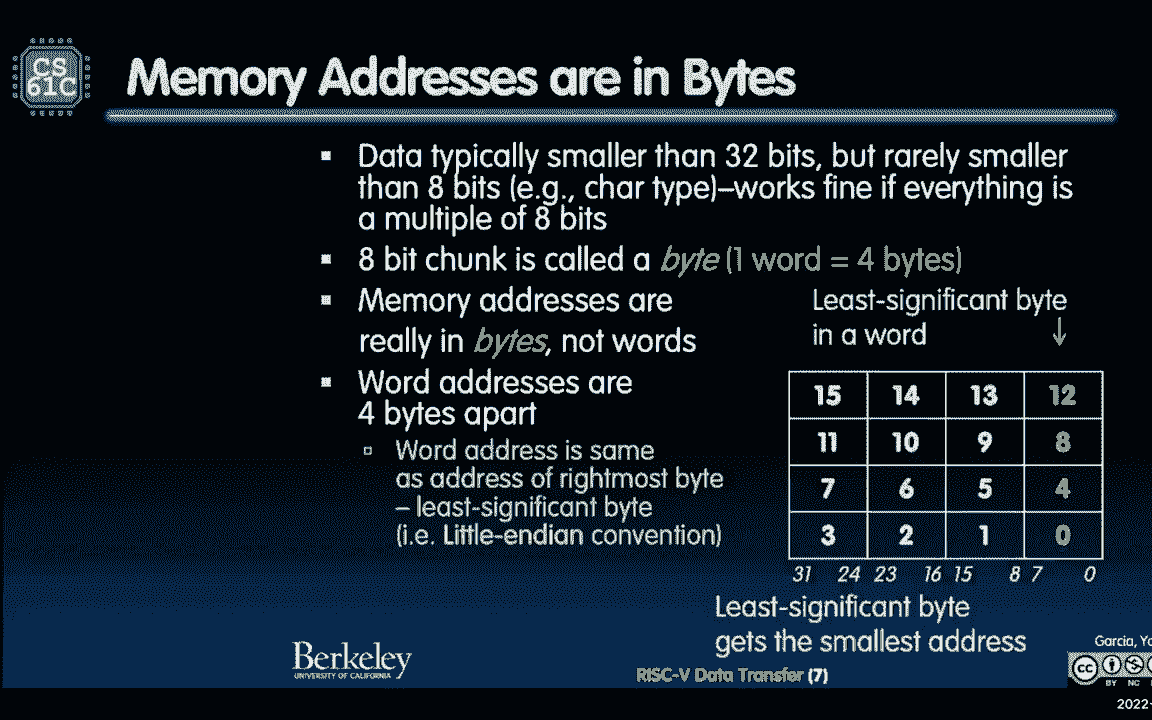 CS
61C
Memory Addresses are in Bytes
▪ Data typically smaller than 32 bits, but rarely smaller
than 8 bits (e.g., char type)–works fine if everything is
a multiple of 8 bits
▪ 8 bit chunk is called a byte (1 word = 4 bytes)
▪ Memory addresses are
really in bytes, not words
▪ Word addresses are
4 bytes apart
▫ Word address is same
as address of rightmost byte
– least-significant byte
(i.e. Little-endian convention)
Least-significant byte
in a word
↓
15 14 13 12
11 10 9 8
7 6 5 4
3 2 1 0
31 24 23 16 15 8 7 0
Least-significant byte
gets the smallest address
Berkeley
UNIVERSITY OF CALIFORNIA
RISC-V Data Transfer (7)
Garcia,
cc
BY NC
2022-